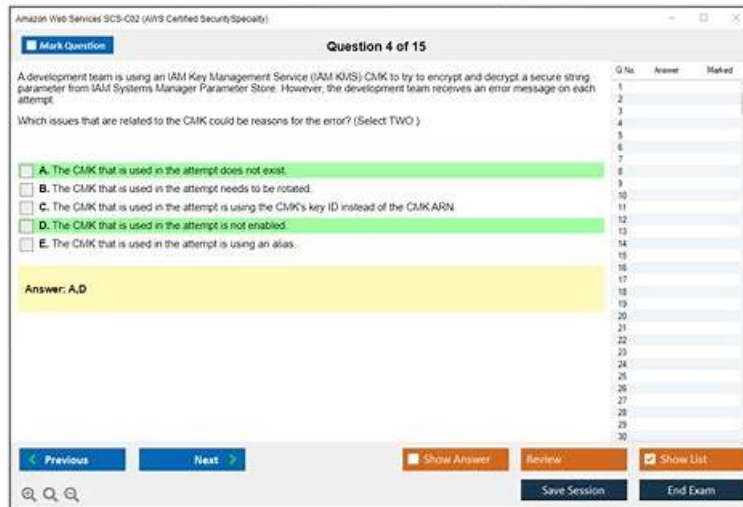 Amazon Web Services SCS-C02 (AWS Certified Security Specialty)
Mark Question
Question 4 of 15
A development team is using an IAM Key Management Service (IAM KMS) CMK to try to encrypt and decrypt a secure string
parameter from IAM Systems Manager Parameter Store. However, the development team receives an error message on each
attempt
Which issues that are related to the CMK could be reasons for the error? (Select TWO.)
A. The CMK that is used in the attempt does not exist.
B. The CMK that is used in the attempt needs to be rotated.
C. The CMK that is used in the attempt is using the CMK's key ID instead of the CMK ARN
D. The CMK that is used in the attempt is not enabled.
E. The CMK that is used in the attempt is using an alias.
Answer: A,D
Q.No. Answer Marked
1
2
3
4
5
6
7
8
9
10
11
12
13
14
15
16
17
18
19
20
21
22
23
24
25
26
27
28
29
30
Previous
Next
Show Answer
Review
Show List
Save Session
End Exam